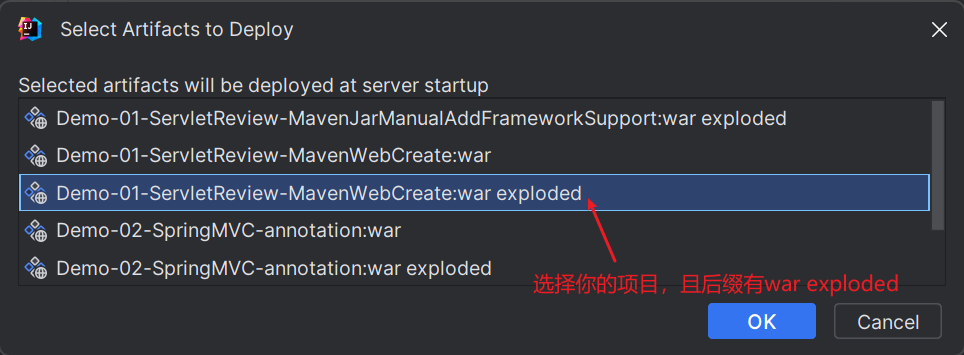 Select Artifacts to Deploy
Selected artifacts will be deployed at server startup
Demo-01-ServletReview-MavenJarManualAddFrameworkSupport:war exploded
Demo-01-ServletReview-MavenWebCreate:war
Demo-01-ServletReview-MavenWebCreate:war exploded
Demo-02-SpringMVC-annotation:war
Demo-02-SpringMVC-annotation:war exploded
选择你的项目，且后缀有war exploded
OK Cancel